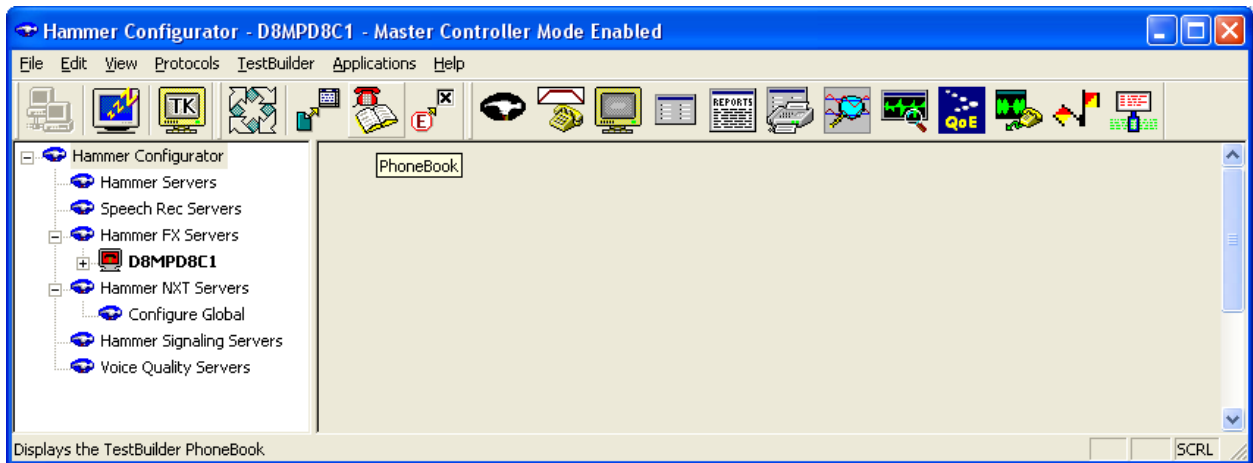 Hammer Configurator - D8MPD8C1 - Master Controller Mode Enabled
File Edit View Protocols TestBuilder Applications Help
TK
E
REPORTS
QoE
Hammer Configurator
PhoneBook
Hammer Servers
Speech Rec Servers
Hammer FX Servers
D8MPD8C1
Hammer NXT Servers
Configure Global
Hammer Signaling Servers
Voice Quality Servers
Displays the TestBuilder PhoneBook
SCRL